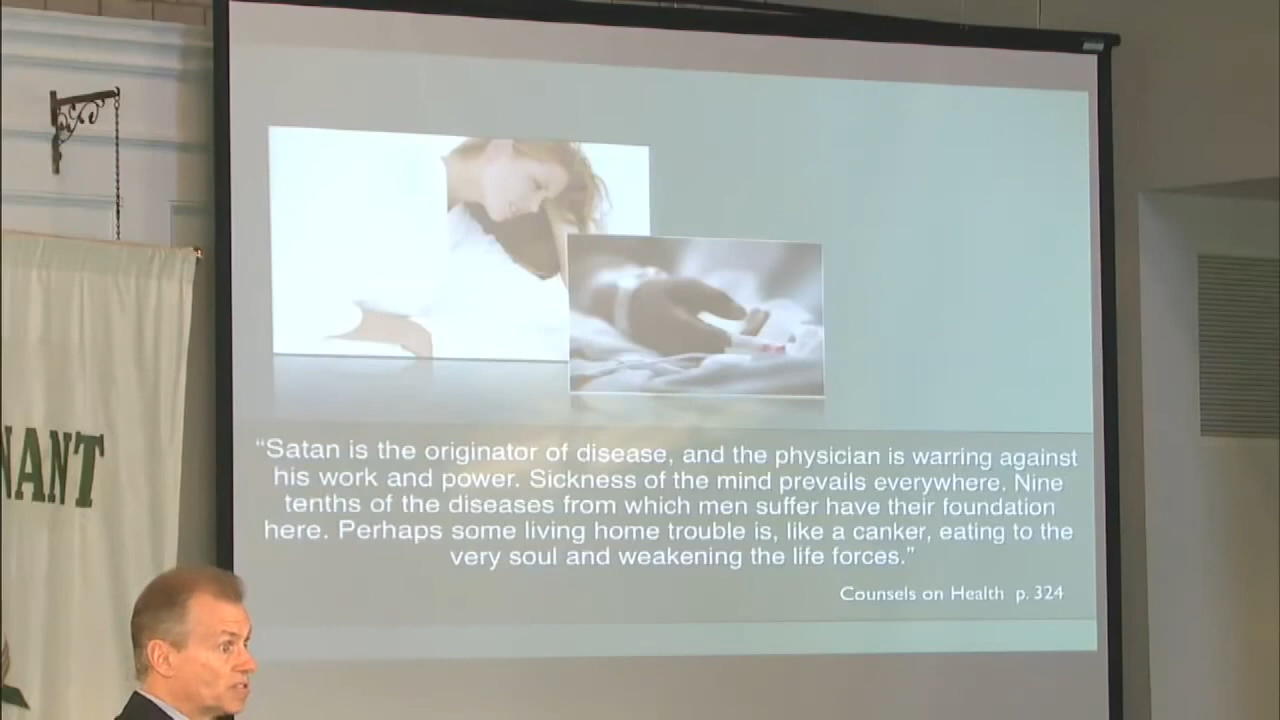 NANT
“Satan is the originator of disease, and the physician is warring against
his work and power. Sickness of the mind prevails everywhere. Nine
tenths of the diseases from which men suffer have their foundation
here. Perhaps some living home trouble is, like a canker, eating to the
very soul and weakening the life forces.”
Counsels on Health p. 324